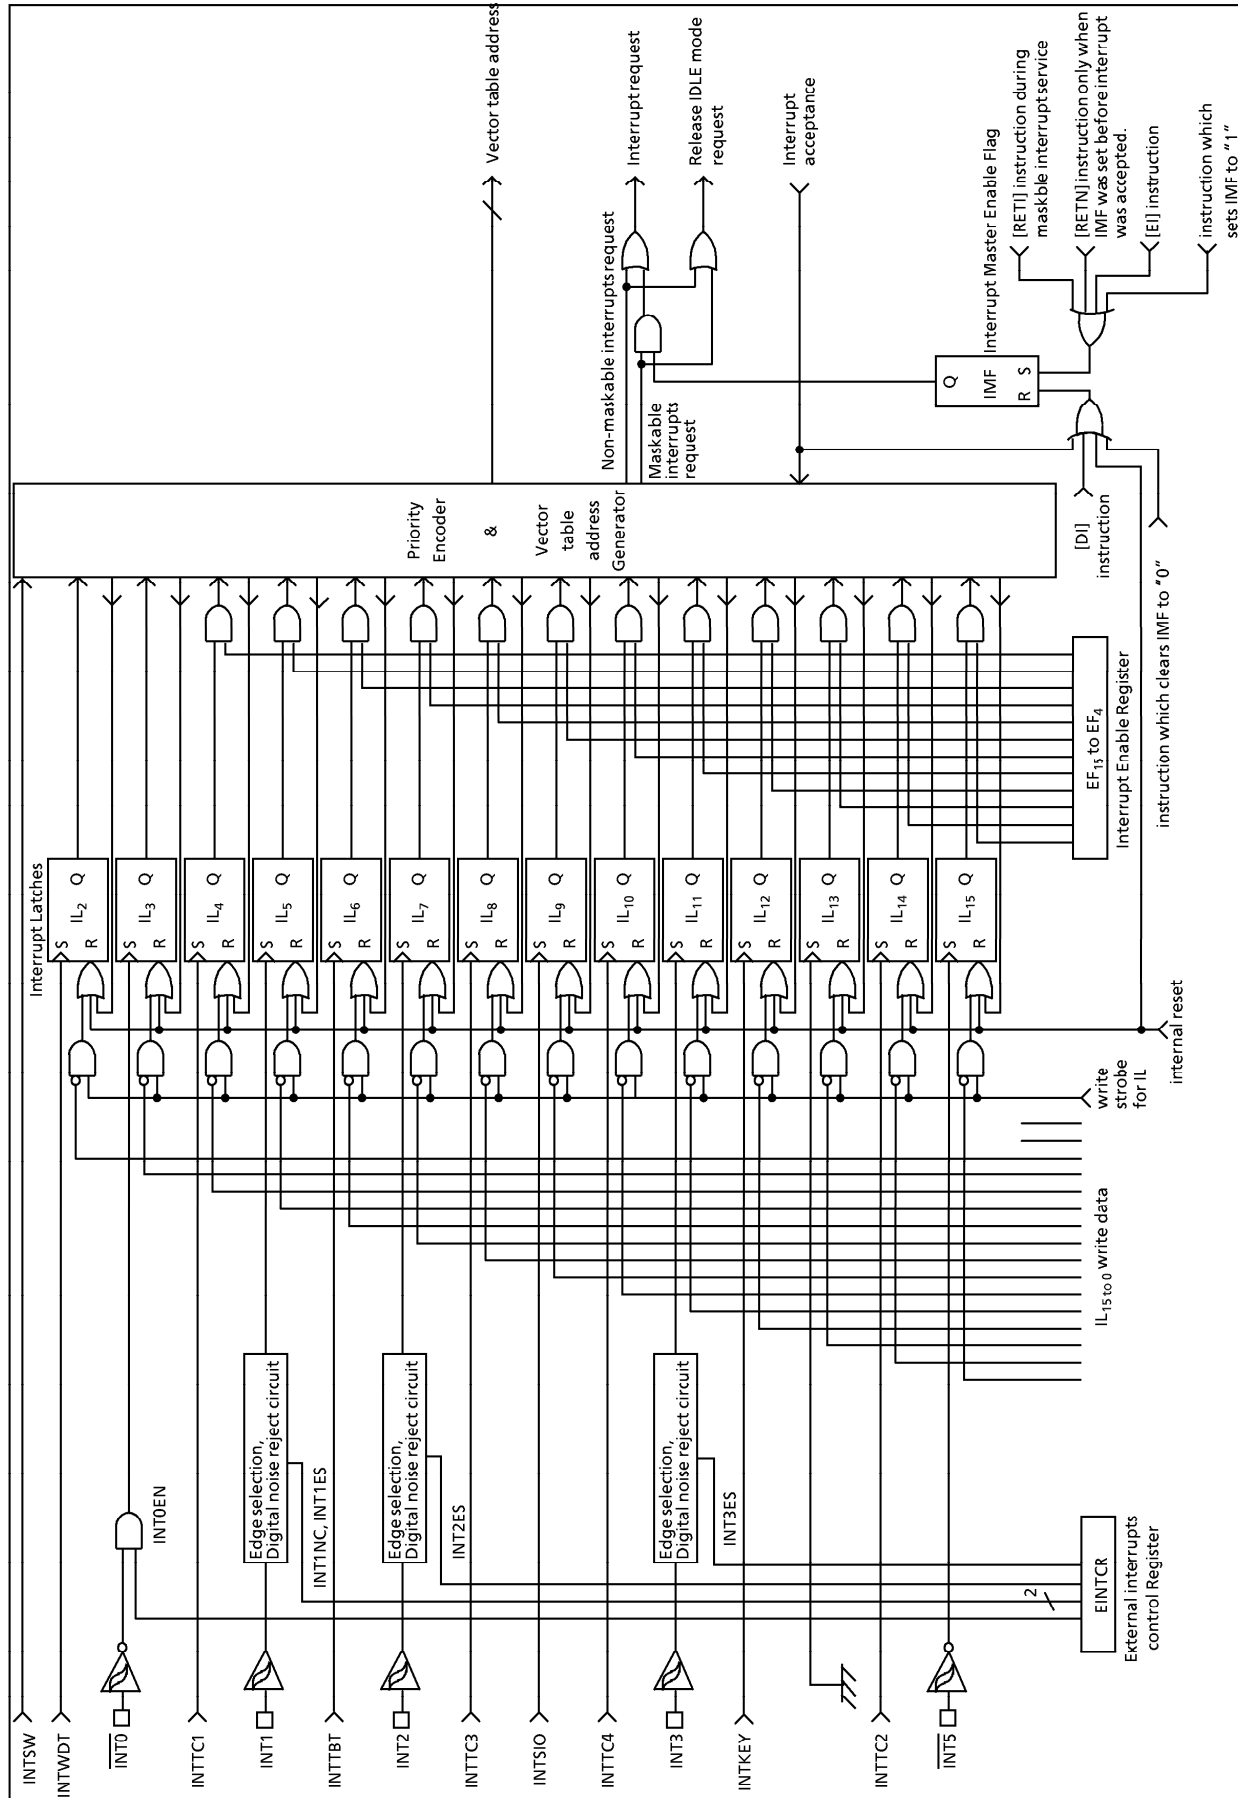 INTSW
INTWDT
INT0
INTTC1
INT1
INTTBT
INT2
INTTC3
INTSIO
INTTC4
INT3
INTKEY
INTTC2
INT5
INT0EN
Edge selection,
Digital noise reject circuit
INT1NC, INT1ES
Edge selection,
Digital noise reject circuit
INT2ES
Edge selection,
Digital noise reject circuit
INT3ES
2
EINTCR
External interrupts
control Register
IL15 to 0 write data
write
strobe
for IL
internal reset
Interrupt Latches
S
R
IL2
Q
S
R
IL3
Q
S
R
IL4
Q
S
R
IL5
Q
S
R
IL6
Q
S
R
IL7
Q
S
R
IL8
Q
S
R
IL9
Q
S
R
IL10
Q
S
R
IL11
Q
S
R
IL12
Q
S
R
IL13
Q
S
R
IL14
Q
S
R
IL15
Q
EF15 to EF4
Interrupt Enable Register
instruction which clears IMF to "0"
Priority
Encoder
&
Vector
table
address
Generator
[DI]
instruction
Non-maskable interrupts request
Maskable
interrupts
request
Q
IMF
R
S
Interrupt Master Enable Flag
Vector table address
Interrupt request
Release IDLE mode
request
Interrupt
acceptance
[RETI] instruction during
maskble interrupt service
[RETN] instruction only when
IMF was set before interrupt
was accepted.
[EI] instruction
instruction which
sets IMF to "1"